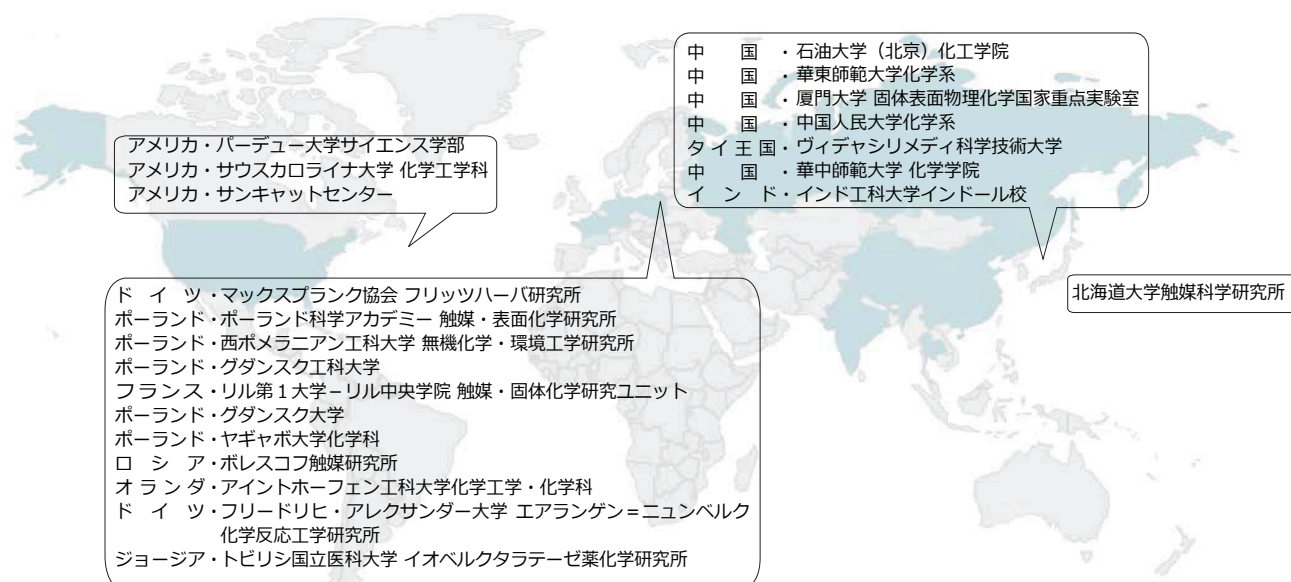 アメリカ・パーデュー大学サイエンス学部
アメリカ・サウスカロライナ大学 化学工学科
アメリカ・サンキャットセンター
中国・石油大学（北京）化工学院
中国・華東師範大学化学系
中国・厦門大学 固体表面物理化学国家重点実験室
中国・中国人民大学化学系
タイ王国・ヴィデャシリメディ科学技術大学
中国・華中師範大学 化学学院
インド・インド工科大学インドール校
北海道大学触媒科学研究所
ドイツ・マックスプランク協会 フリッツハーバ研究所
ポーランド・ポーランド科学アカデミー 触媒・表面化学研究所
ポーランド・西ポメラニアン工科大学 無機化学・環境工学研究所
ポーランド・グダンスク工科大学
フランス・リル第１大学－リル中央学院 触媒・固体化学研究ユニット
ポーランド・グダンスク大学
ポーランド・ヤギャボ大学化学科
ロシア・ボレスコフ触媒研究所
オランダ・アイントホーフェン工科大学化学工学・化学科
ドイツ・フリードリヒ・アレクサンダー大学 エアランゲン＝ニュンベルク
化学反応工学研究所
ジョージア・トビリシ国立医科大学 イオベルクタラテーゼ薬化学研究所